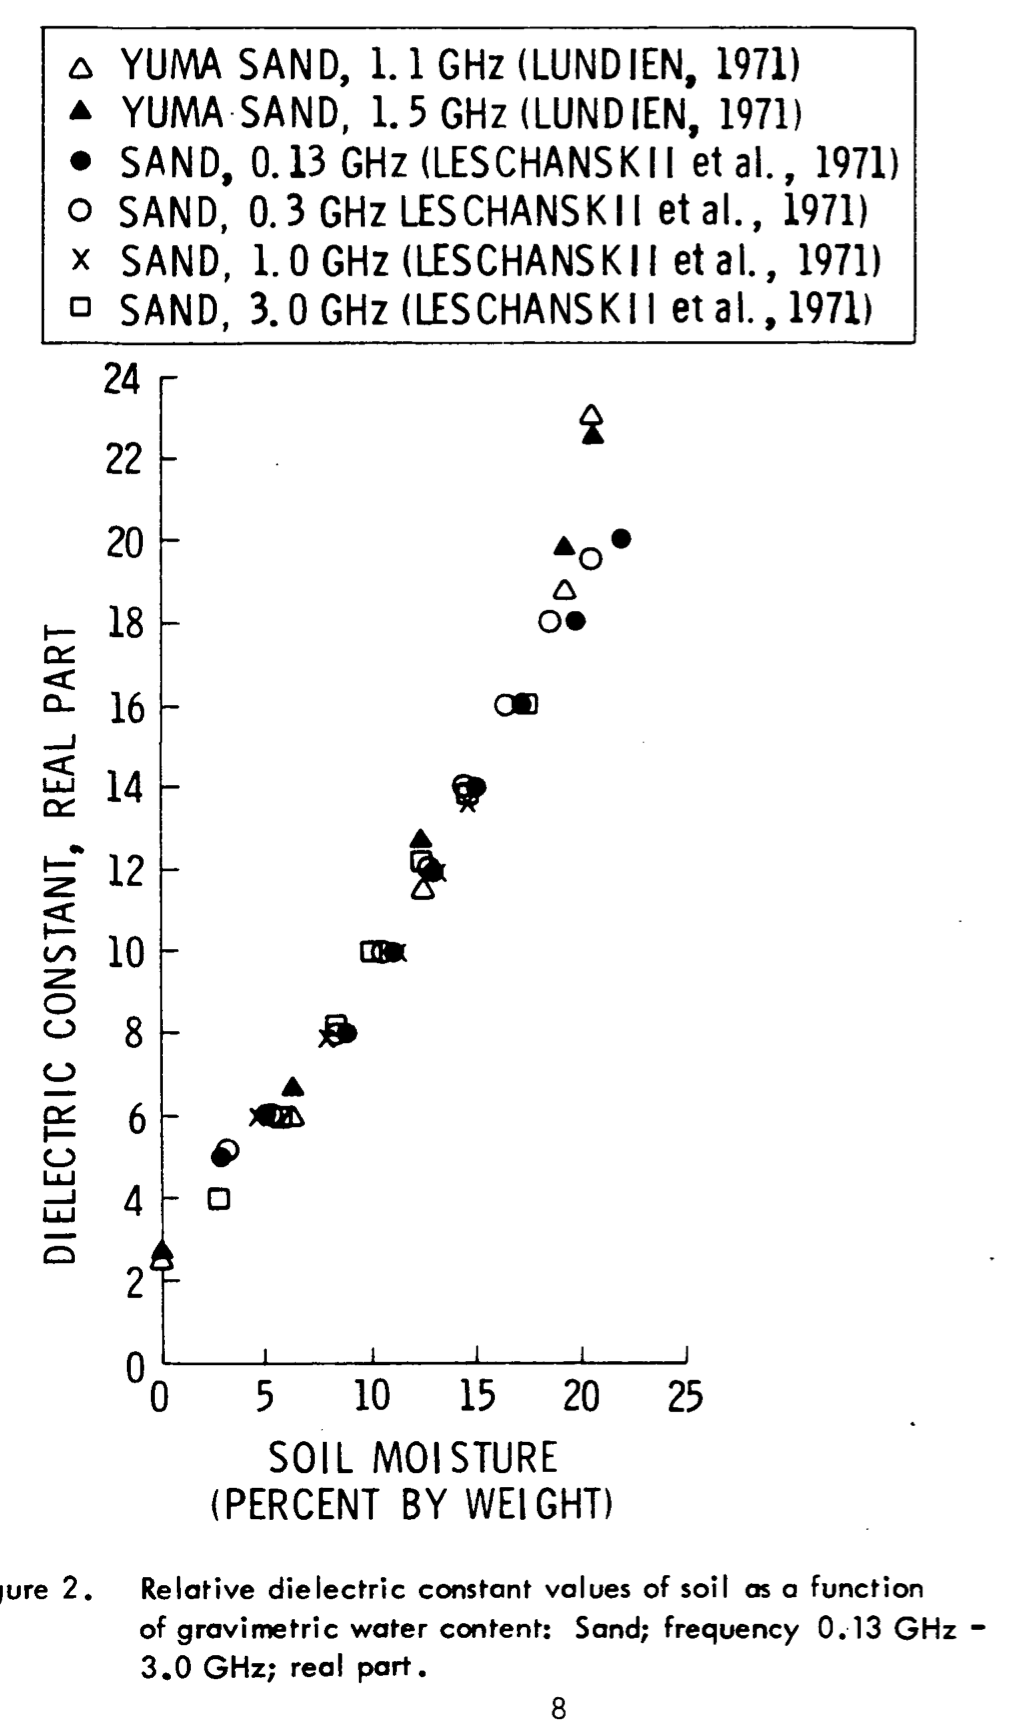 △ YUMA SAND, 1.1 GHz (LUNDIEN, 1971)
▲ YUMA SAND, 1.5 GHz (LUNDIEN, 1971)
● SAND, 0.13 GHz (LESCHANSKII et al., 1971)
○ SAND, 0.3 GHz LESCHANSKII et al., 1971)
× SAND, 1.0 GHz (LESCHANSKII et al., 1971)
□ SAND, 3.0 GHz (LESCHANSKII et al., 1971)
24
22
20
18
16
14
12
10
8
6
4
2
0
DIELECTRIC CONSTANT, REAL PART
0 5 10 15 20 25
SOIL MOISTURE
(PERCENT BY WEIGHT)
gure 2. Relative dielectric constant values of soil as a function
of gravimetric water content: Sand; frequency 0.13 GHz -
3.0 GHz; real part.
8